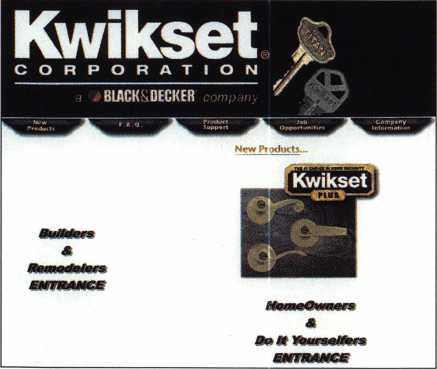 Kwikset®
CORPORATION
a BLACK&DECKER company
New Products
F.A.Q.
Product Support
Job Opportunities
Company Information
New Products...
Kwikset
PLUS
Builders
&
Remodelers
ENTRANCE
HomeOwners
&
Do It Yourselfers
ENTRANCE